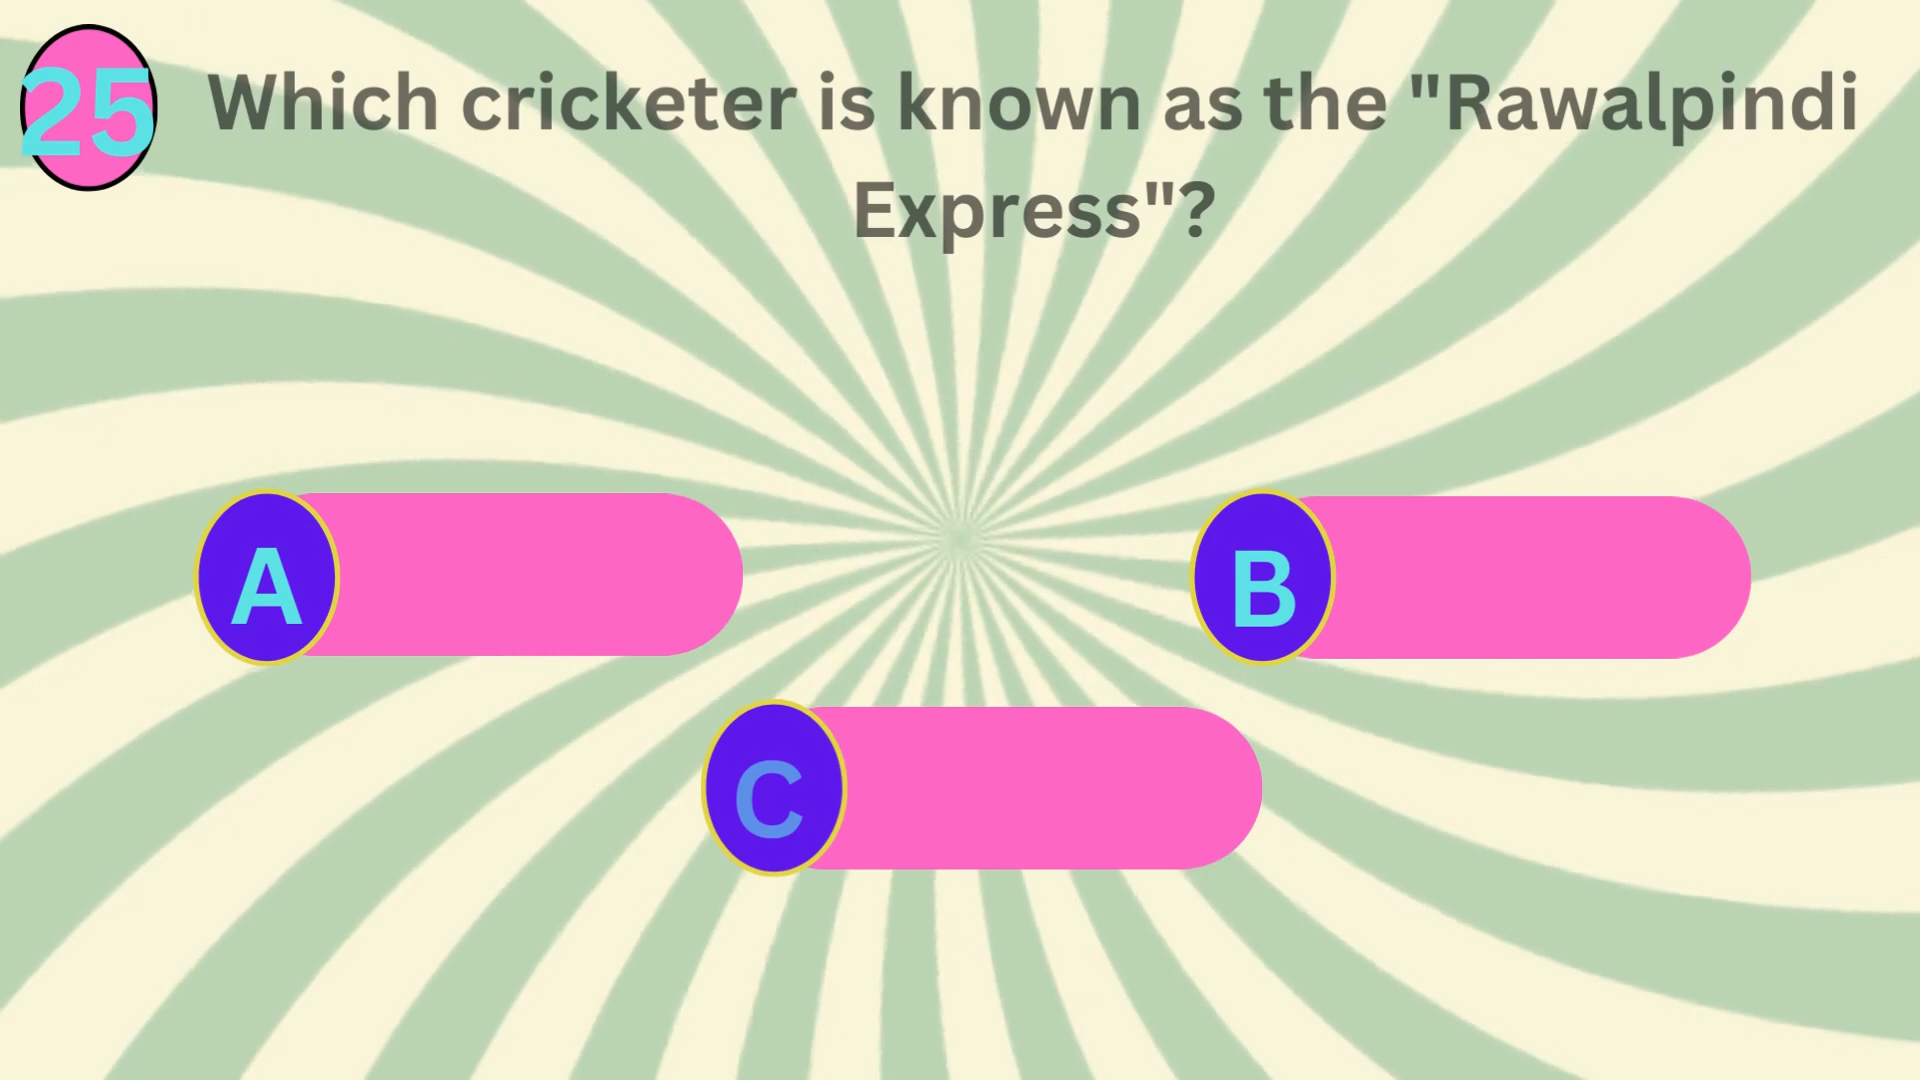 25
Which cricketer is known as the "Rawalpindi
Express"?
A
B
C